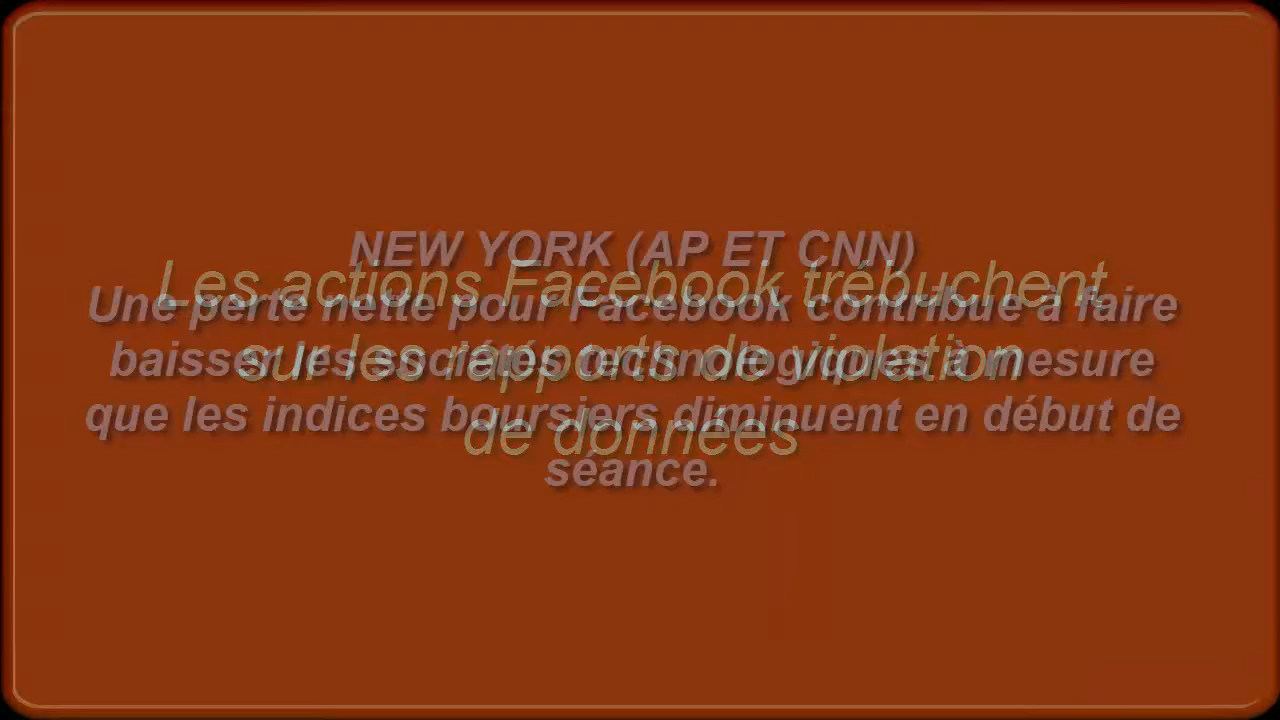 NEW YORK (AP ET CNN)
Une perte nette pour Facebook contribue à faire
baisser les sociétés technologiques à mesure
que les indices boursiers diminuent en début de
séance.
Les actions Facebook trébuchent
sur les rapports de violation
de données